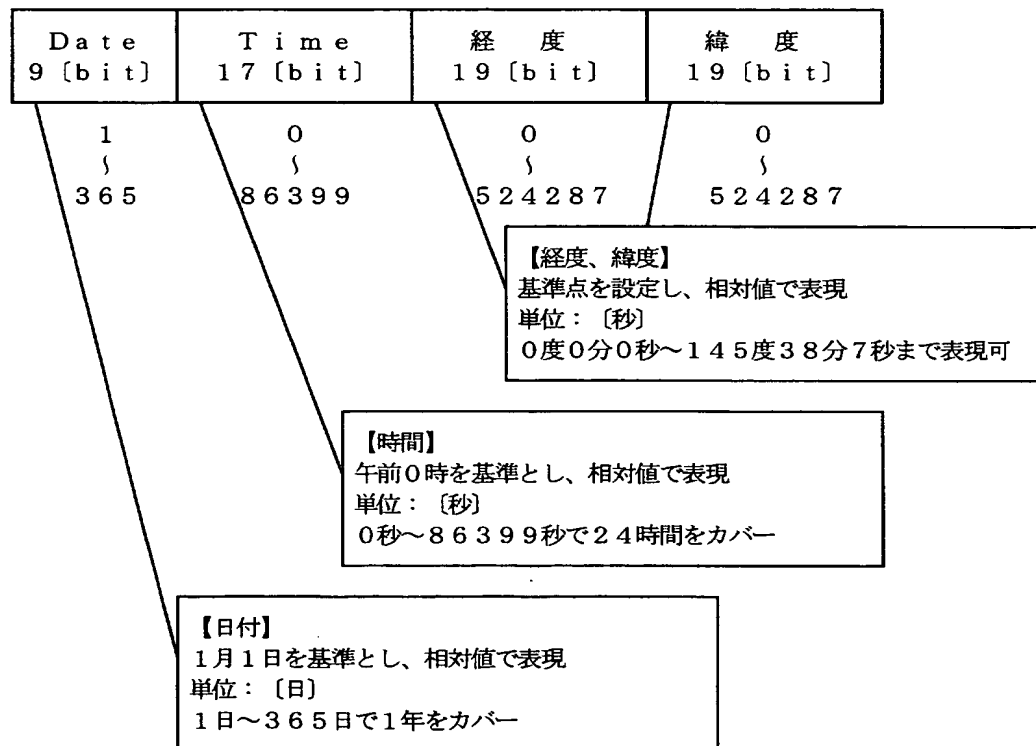 Ｄａｔｅ　Ｔｉｍｅ　経　度　緯　度
９〔ｂｉｔ〕　１７〔ｂｉｔ〕　１９〔ｂｉｔ〕　１９〔ｂｉｔ〕
１　０　０　０
～　～　～　～
３６５　８６３９９　５２４２８７　５２４２８７
【経度、緯度】
基準点を設定し、相対値で表現
単位：〔秒〕
０度０分０秒～１４５度３８分７秒まで表現可
【時間】
午前０時を基準とし、相対値で表現
単位：〔秒〕
０秒～８６３９９秒で２４時間をカバー
【日付】
１月１日を基準とし、相対値で表現
単位：〔日〕
１日～３６５日で１年をカバー